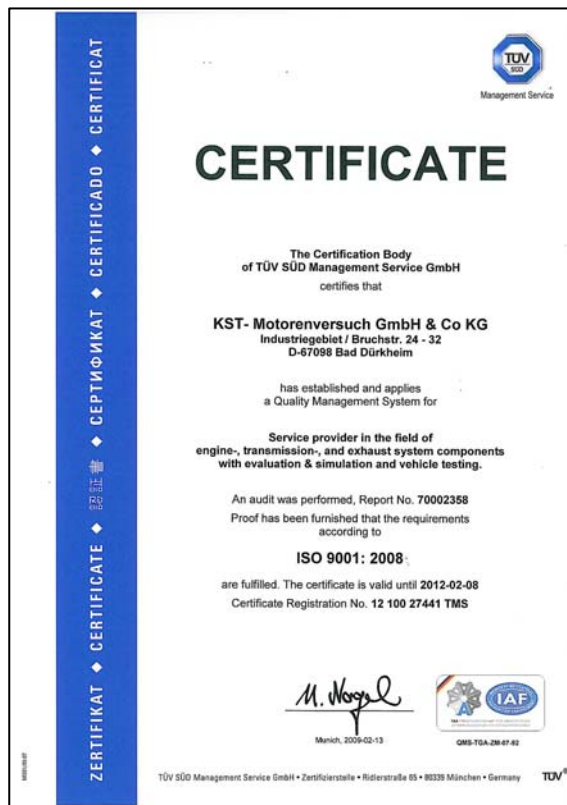 ZERTIFIKAT ◆ CERTIFICATE ◆ 認証書 ◆ СЕРТИФИКАТ ◆ CERTIFICADO ◆ CERTIFICAT
TÜV
SÜD
Management Service
CERTIFICATE
The Certification Body
of TÜV SÜD Management Service GmbH
certifies that
KST- Motorenversuch GmbH & Co KG
Industriegebiet / Bruchstr. 24 - 32
D-67098 Bad Dürkheim
has established and applies
a Quality Management System for
Service provider in the field of
engine-, transmission-, and exhaust system components
with evaluation & simulation and vehicle testing.
An audit was performed, Report No. 70002358
Proof has been furnished that the requirements
according to
ISO 9001: 2008
are fulfilled. The certificate is valid until 2012-02-08
Certificate Registration No. 12 100 27441 TMS
M. Nagel
Munich, 2009-02-13
IAF
QMS-TGA-ZM-07-92
TÜV SÜD Management Service GmbH • Zertifizierstelle • Ridlerstraße 65 • 80339 München • Germany
TÜV®